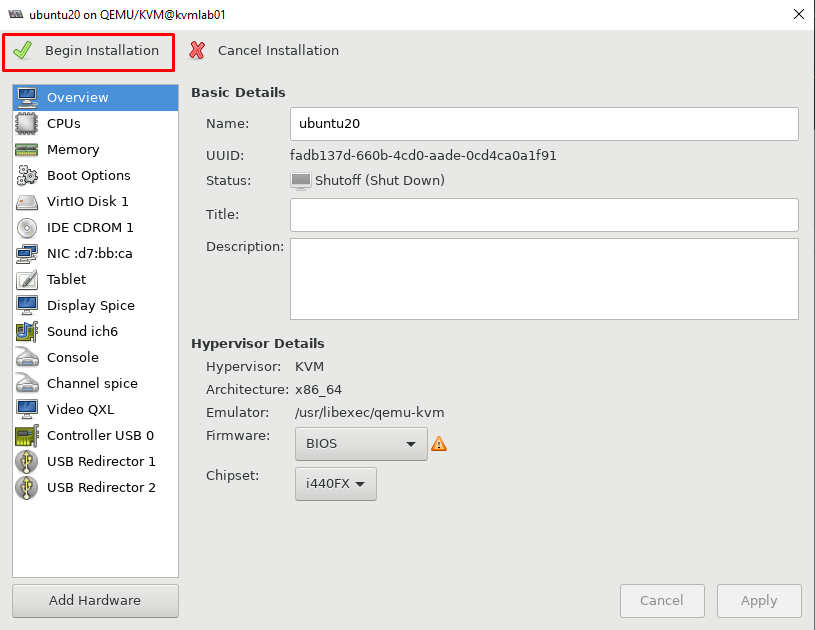 ubuntu20 on QEMU/KVM@kvmlab01
Begin Installation
Cancel Installation
Overview
CPUs
Memory
Boot Options
VirtIO Disk 1
IDE CDROM 1
NIC :d7:bb:ca
Tablet
Display Spice
Sound ich6
Console
Channel spice
Video QXL
Controller USB 0
USB Redirector 1
USB Redirector 2
Add Hardware
Basic Details
Name: ubuntu20
UUID: fadb137d-660b-4cd0-aade-0cd4ca0a1f91
Status: Shutoff (Shut Down)
Title:
Description:
Hypervisor Details
Hypervisor: KVM
Architecture: x86_64
Emulator: /usr/libexec/qemu-kvm
Firmware: BIOS
Chipset: i440FX
Cancel
Apply